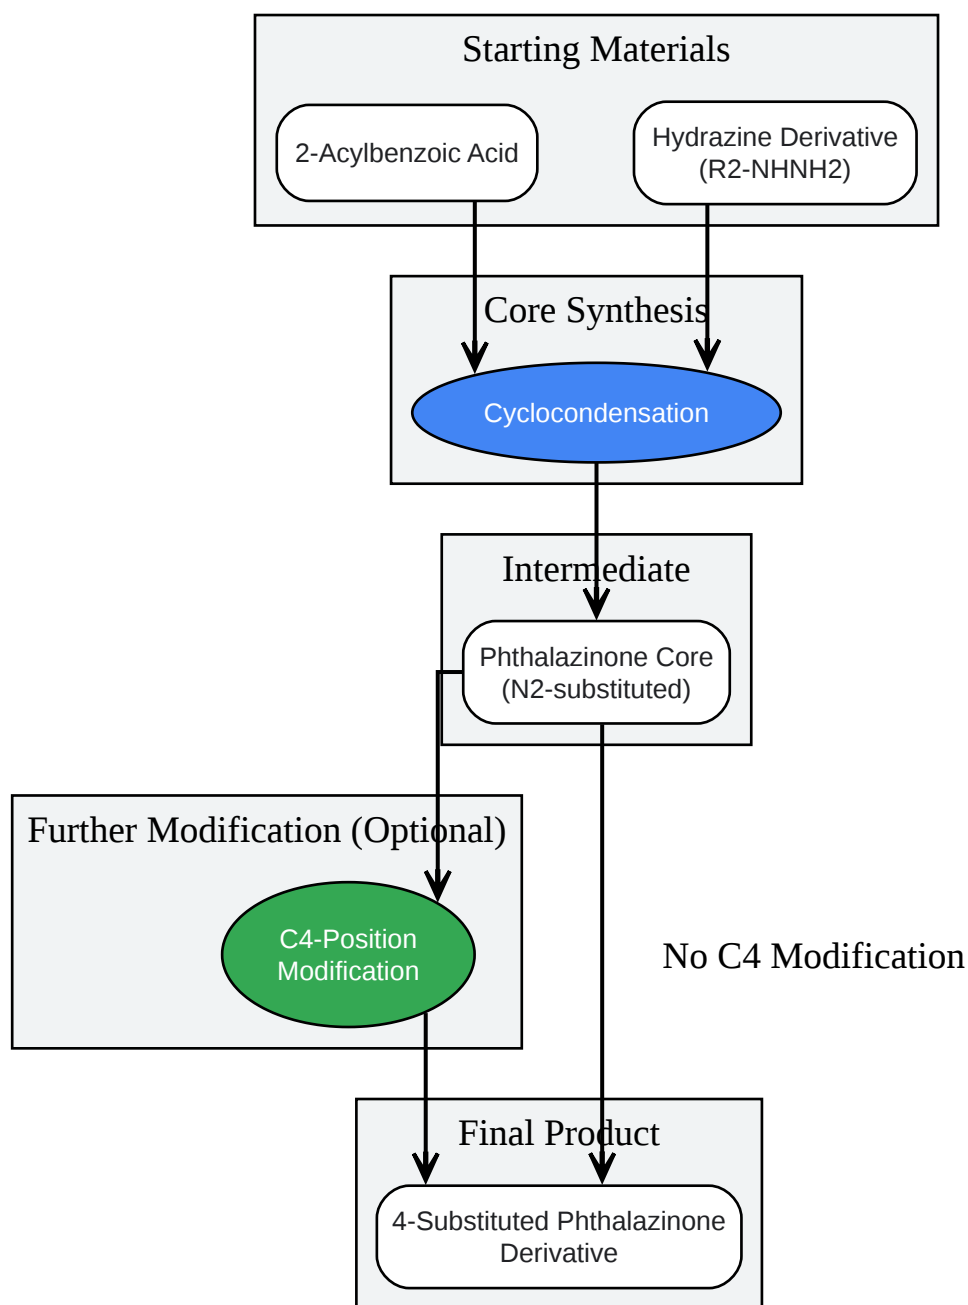 Starting Materials
2-Acylbenzoic Acid
Hydrazine Derivative
(R2-NHNH2)
Core Synthesis
Cyclocondensation
Intermediate
Phthalazinone Core
(N2-substituted)
Further Modification (Optional)
C4-Position
Modification
No C4 Modification
Final Product
4-Substituted Phthalazinone
Derivative